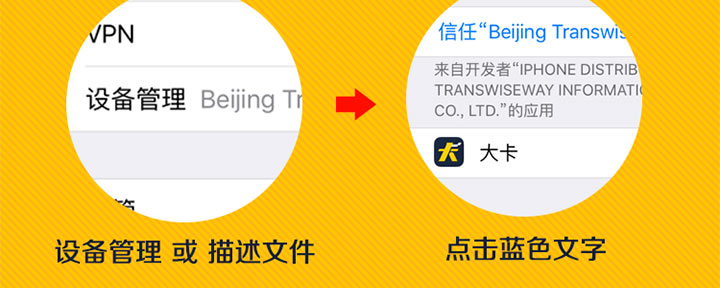 VPN
设备管理 Beijing Tr
设备管理 或 描述文件
信任“Beijing Transwis
来自开发者“IPHONE DISTRIB
TRANSWISEWAY INFORMATIO
CO., LTD.”的应用
大卡
点击蓝色文字